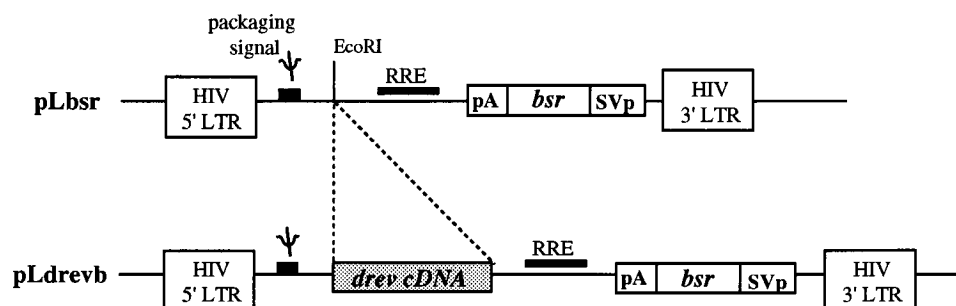 packaging
signal
EcoRI
ψ
RRE
pLbsr
HIV
5' LTR
pA
bsr
SVp
HIV
3' LTR
ψ
RRE
pLdrevb
HIV
5' LTR
drev cDNA
pA
bsr
SVp
HIV
3' LTR